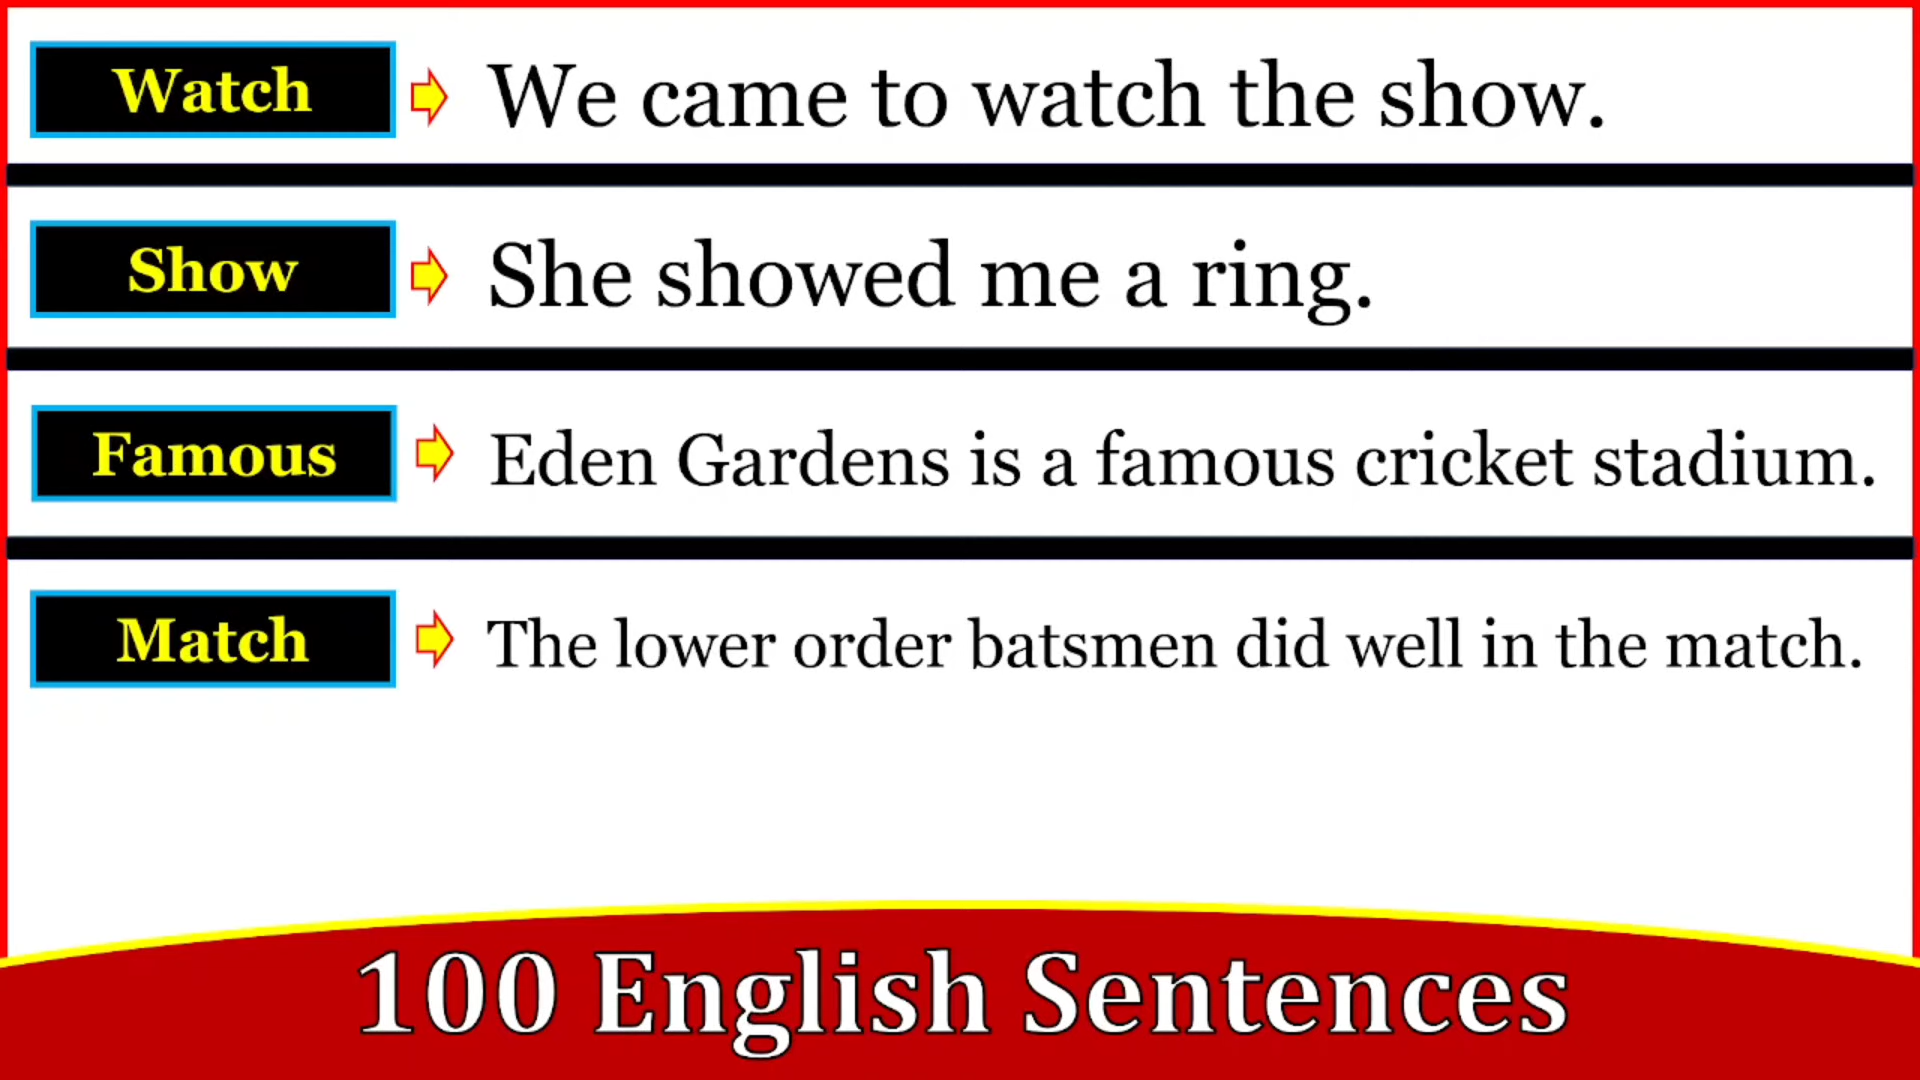 Watch We came to watch the show.
Show She showed me a ring.
Famous Eden Gardens is a famous cricket stadium.
Match The lower order batsmen did well in the match.
100 English Sentences